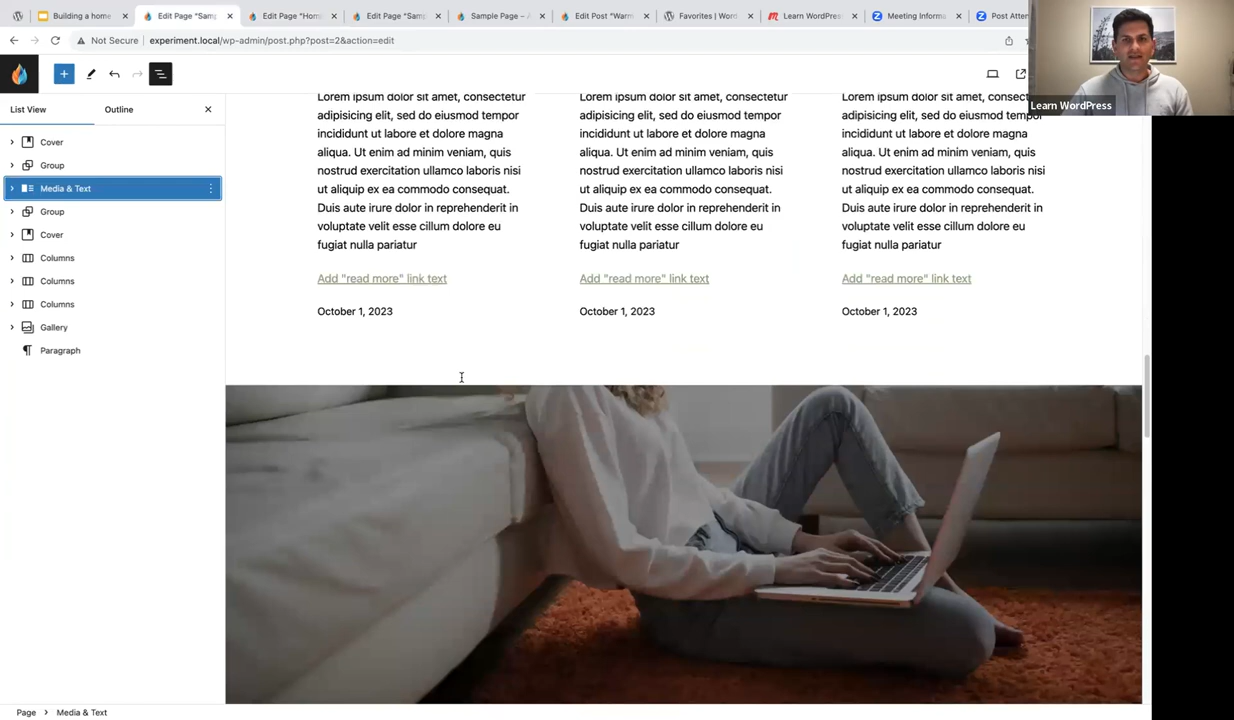 Building a home
Edit Page “Samp
Edit Page “Hom
Edit Page “Samp
Sample Page – A
Edit Post “Warm
Favorites | Word
Learn WordPress
Meeting Informa
Post Atten
Not Secure
experiment.local/wp-admin/post.php?post=2&action=edit
Learn WordPress
List View
Outline
Cover
Group
Media & Text
Group
Cover
Columns
Columns
Columns
Gallery
Paragraph
Lorem ipsum dolor sit amet, consectetur
adipisicing elit, sed do eiusmod tempor
incididunt ut labore et dolore magna
aliqua. Ut enim ad minim veniam, quis
nostrud exercitation ullamco laboris nisi
ut aliquip ex ea commodo consequat.
Duis aute irure dolor in reprehenderit in
voluptate velit esse cillum dolore eu
fugiat nulla pariatur
Add "read more" link text
October 1, 2023
Lorem ipsum dolor sit amet, consectetur
adipisicing elit, sed do eiusmod tempor
incididunt ut labore et dolore magna
aliqua. Ut enim ad minim veniam, quis
nostrud exercitation ullamco laboris nisi
ut aliquip ex ea commodo consequat.
Duis aute irure dolor in reprehenderit in
voluptate velit esse cillum dolore eu
fugiat nulla pariatur
Add "read more" link text
October 1, 2023
Lorem ipsum dolor sit amet, consectetur
adipisicing elit, sed do eiusmod tempor
incididunt ut labore et dolore magna
aliqua. Ut enim ad minim veniam, quis
nostrud exercitation ullamco laboris nisi
ut aliquip ex ea commodo consequat.
Duis aute irure dolor in reprehenderit in
voluptate velit esse cillum dolore eu
fugiat nulla pariatur
Add "read more" link text
October 1, 2023
Page
Media & Text